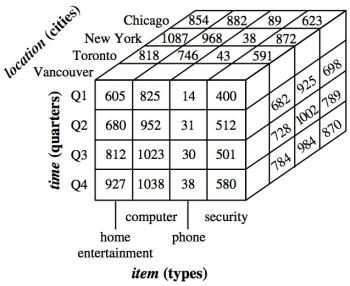 Chicago 854 882 89 623
New York 1087 968 38 872
Toronto 818 746 43 591
Vancouver
location (cities)
time (quarters)
Q1 605 825 14 400
Q2 680 952 31 512
Q3 812 1023 30 501
Q4 927 1038 38 580
682 925 698
728 1002 789
784 984 870
computer security
home phone
entertainment
item (types)